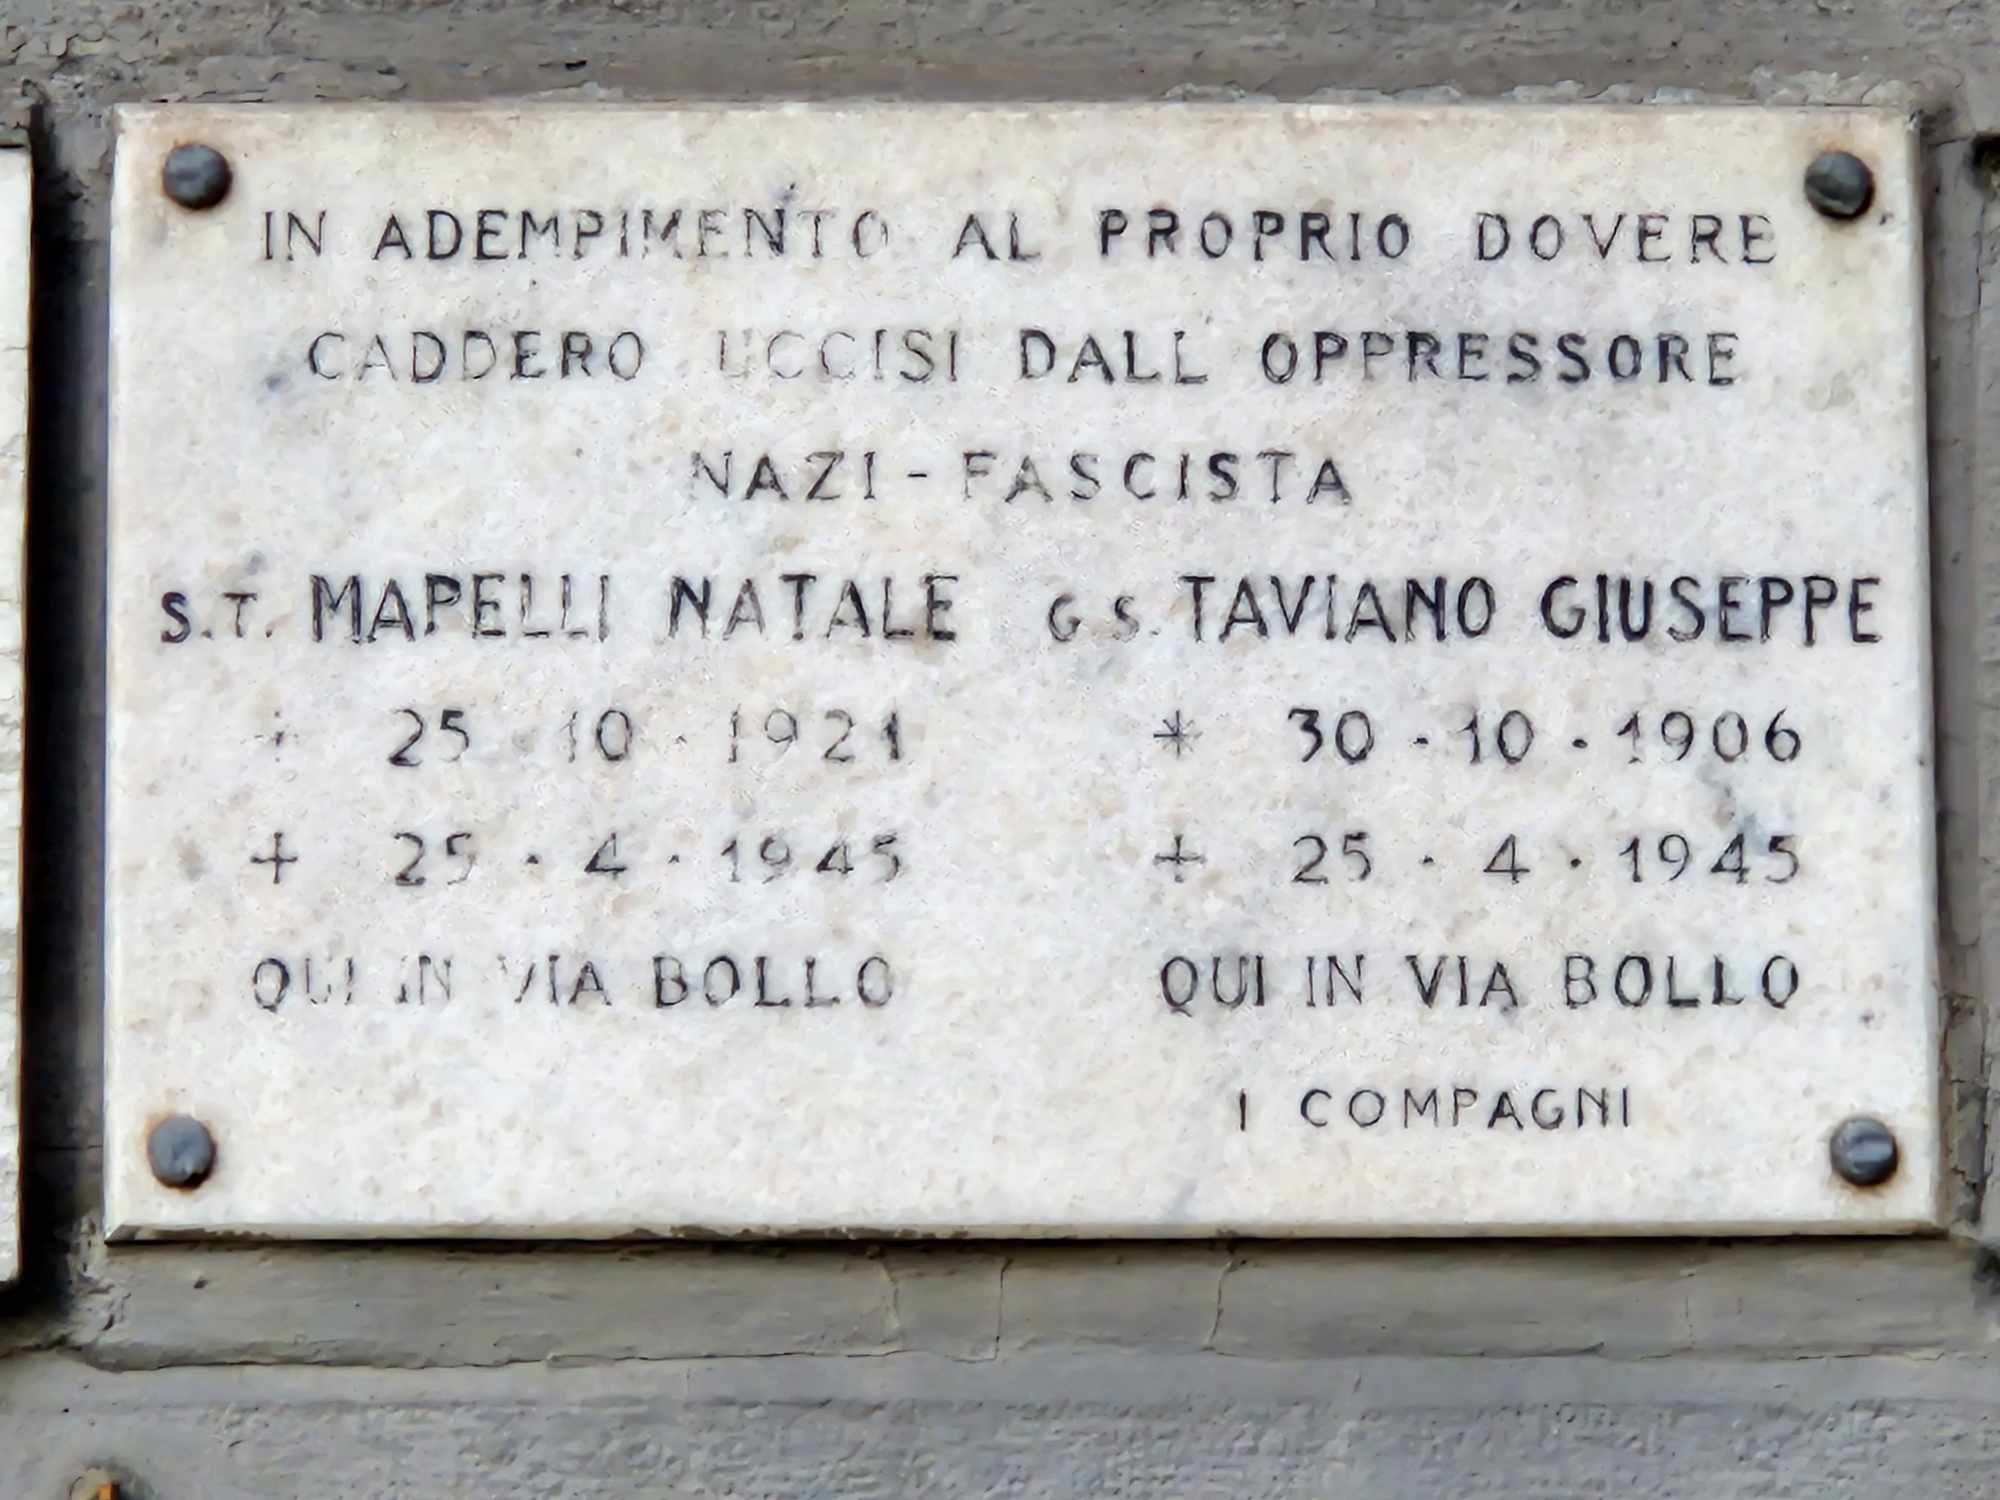 IN ADEMPIMENTO AL PROPRIO DOVERE
CADDERO UCCISI DALL OPPRESSORE
NAZI - FASCISTA
S.T. MAPELLI NATALE G S. TAVIANO GIUSEPPE
* 25 · 10 · 1921 * 30 · 10 · 1906
+ 25 · 4 · 1945 + 25 · 4 · 1945
QUI IN VIA BOLLO QUI IN VIA BOLLO
I COMPAGNI